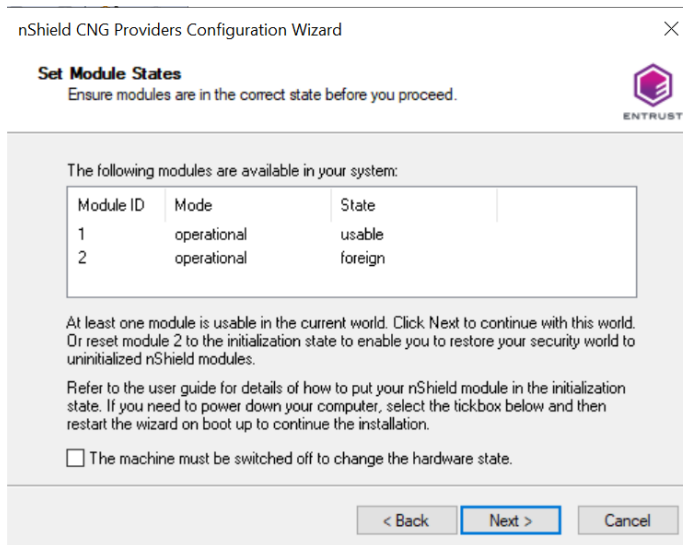 nShield CNG Providers Configuration Wizard
Set Module States
Ensure modules are in the correct state before you proceed.
ENTRUST
The following modules are available in your system:
Module ID Mode State
1 operational usable
2 operational foreign
At least one module is usable in the current world. Click Next to continue with this world.
Or reset module 2 to the initialization state to enable you to restore your security world to
uninitialized nShield modules.
Refer to the user guide for details of how to put your nShield module in the initialization
state. If you need to power down your computer, select the tickbox below and then
restart the wizard on boot up to continue the installation.
The machine must be switched off to change the hardware state.
< Back Next > Cancel